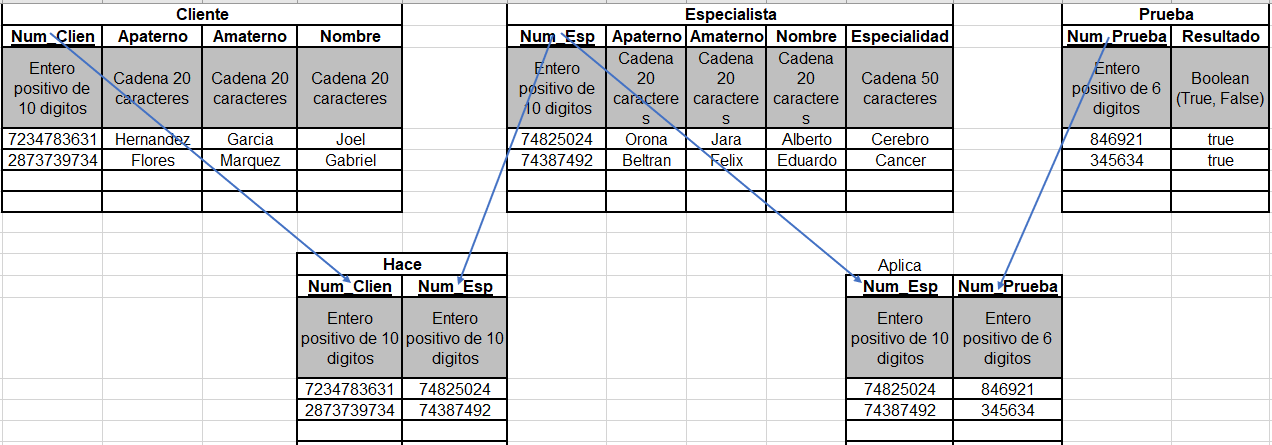 Cliente Especialista Prueba
Num_Clien Apaterno Amaterno Nombre Num_Esp Apaterno Amaterno Nombre Especialidad Num_Prueba Resultado
Entero positivo de 10 digitos Cadena 20 caracteres Cadena 20 caracteres Cadena 20 caracteres Entero positivo de 10 digitos Cadena 20 caracteres Cadena 20 caracteres Cadena 20 caracteres Cadena 50 caracteres Entero positivo de 6 digitos Boolean (True, False)
7234783631 Hernandez Garcia Joel 74825024 Orona Jara Alberto Cerebro 846921 true
2873739734 Flores Marquez Gabriel 74387492 Beltran Felix Eduardo Cancer 345634 true
Hace Aplica
Num_Clien Num_Esp Num_Esp Num_Prueba
Entero positivo de 10 digitos Entero positivo de 10 digitos Entero positivo de 10 digitos Entero positivo de 6 digitos
7234783631 74825024 74825024 846921
2873739734 74387492 74387492 345634